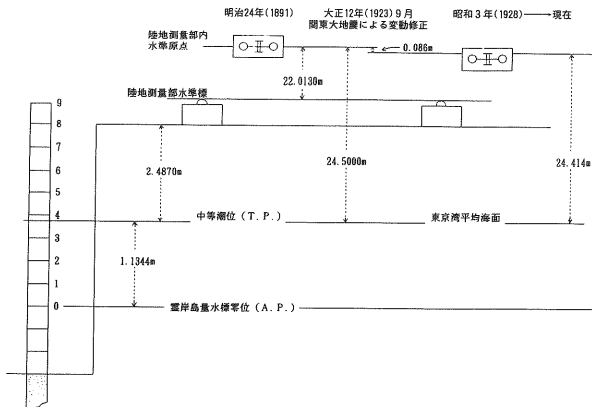 明治24年(1891)
大正12年(1923) 9月
関東大地震による変動修正
昭和3年(1928)
現在
陸地測量部内
水準原点
0.086m
22.0130m
陸地測量部水準標
9
8
7
6
5
4
3
2
1
0
2.4870m
24.5000m
24.414m
中等潮位(T.P.)
東京湾平均海面
1.1344m
霊岸島量水標零位(A.P.)